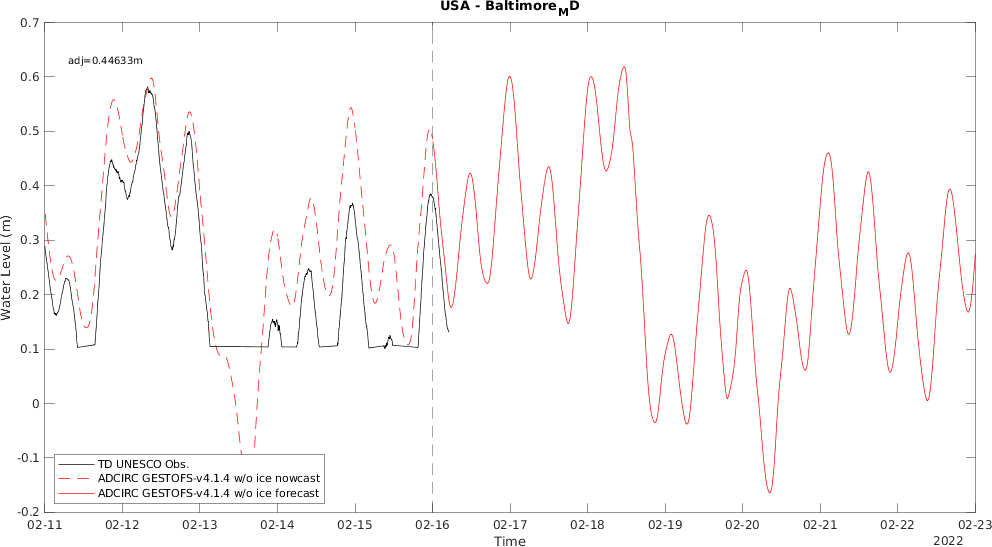 USA - Baltimore_MD
0.7
adj=0.44633m
0.6
0.5
0.4
0.3
0.2
0.1
0
-0.1
-0.2
Water Level (m)
TD UNESCO Obs.
ADCIRC GESTOFS-v4.1.4 w/o ice nowcast
ADCIRC GESTOFS-v4.1.4 w/o ice forecast
02-11 02-12 02-13 02-14 02-15 02-16 02-17 02-18 02-19 02-20 02-21 02-22 02-23
Time
2022